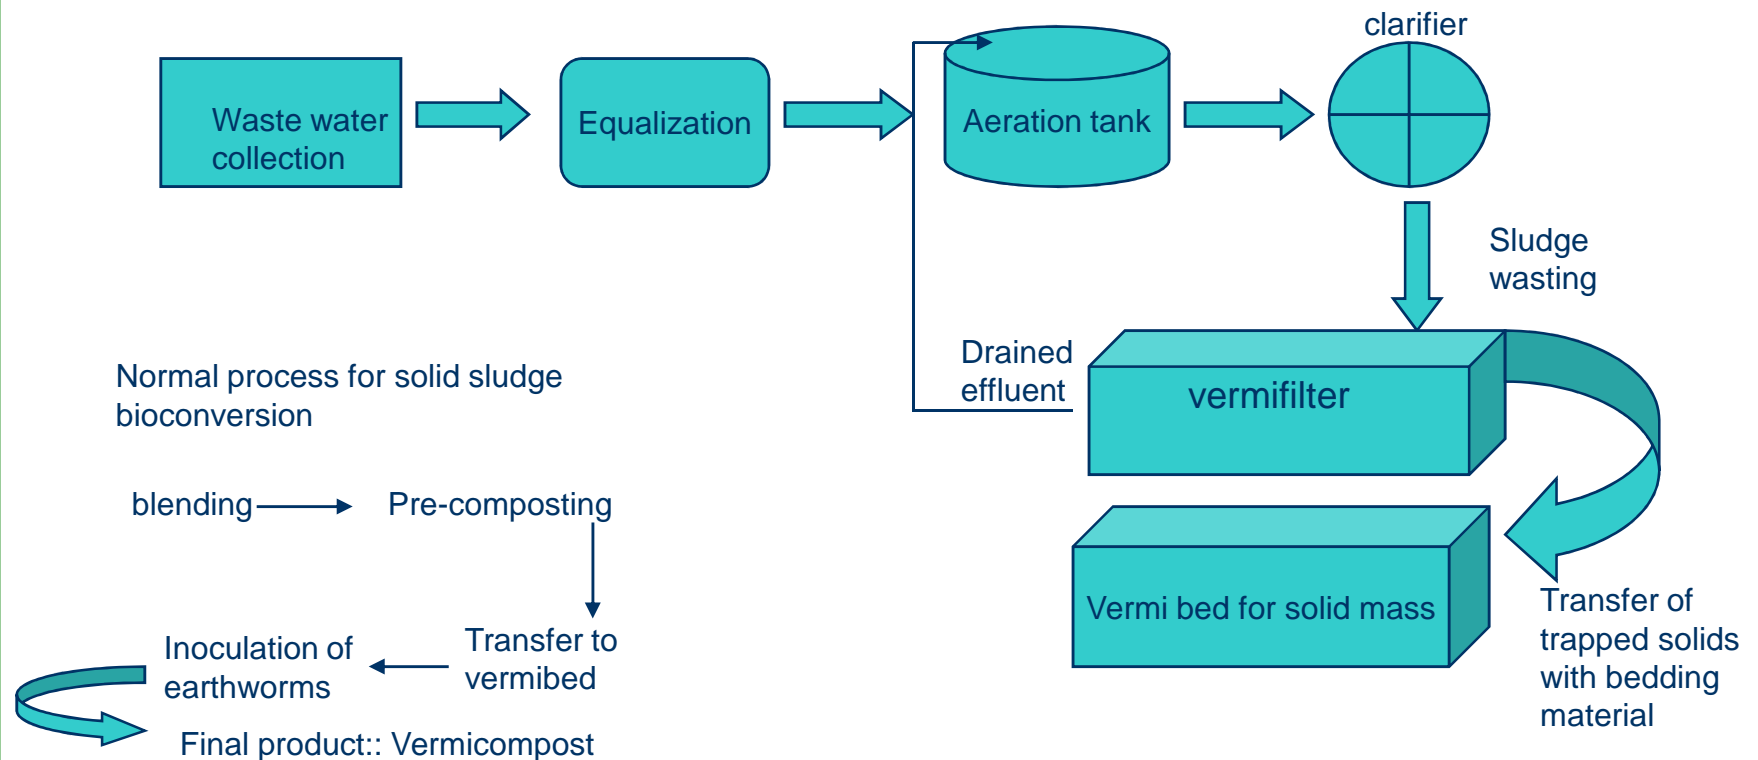 clarifier
Waste water
collection
Equalization
Aeration tank
Sludge
wasting
Drained
effluent
vermifilter
Normal process for solid sludge
bioconversion
blending
Pre-composting
Vermi bed for solid mass
Transfer of
trapped solids
with bedding
material
Inoculation of
earthworms
Transfer to
vermibed
Final product:: Vermicompost